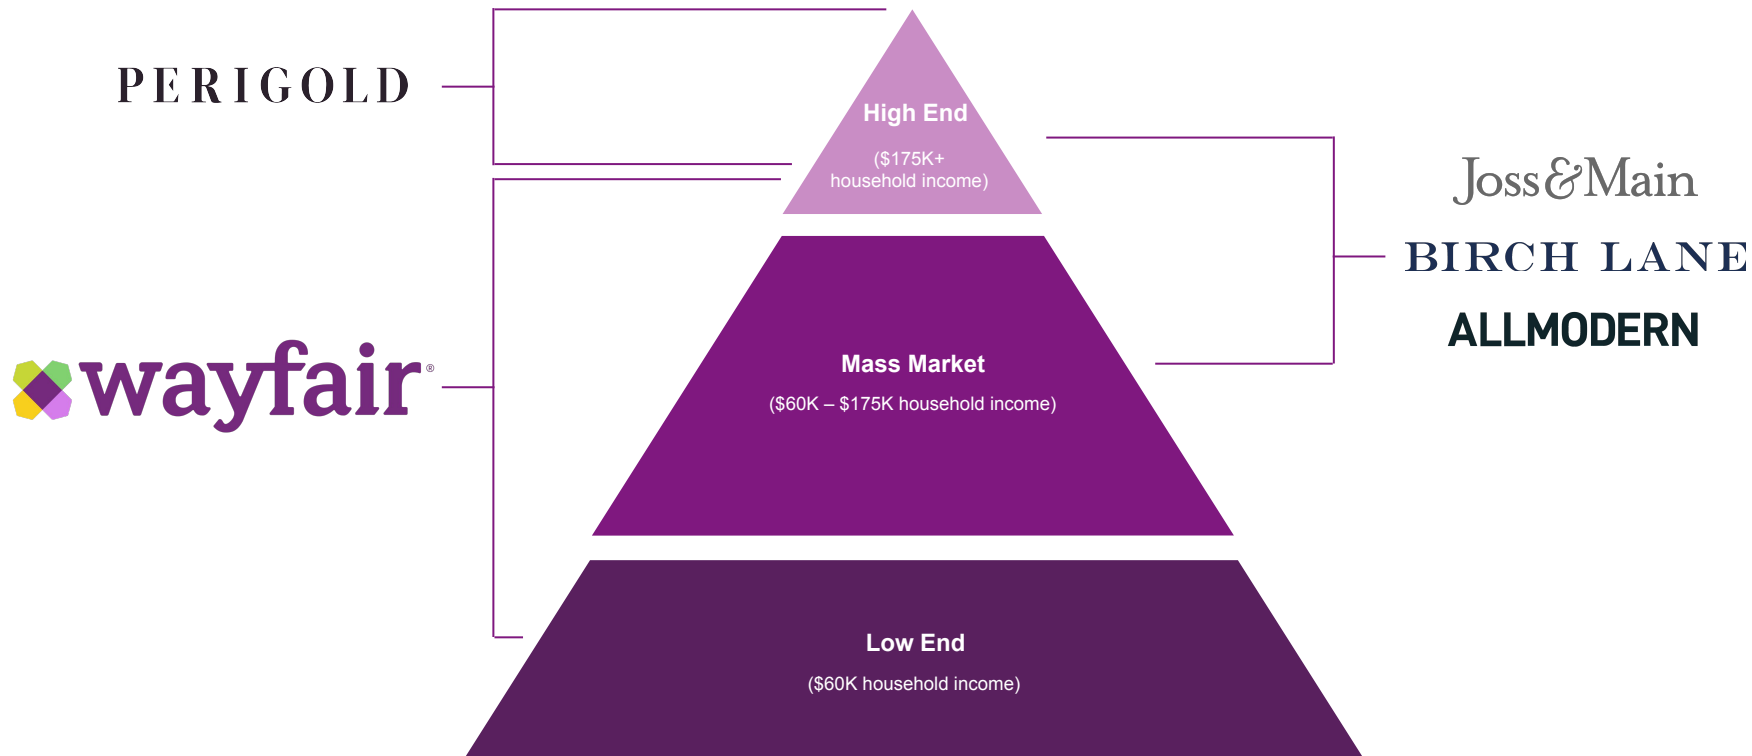 PERIGOLD
wayfair®
High End
($175K+
household income)
Mass Market
($60K – $175K household income)
Low End
($60K household income)
Joss&Main
BIRCH LANE
ALLMODERN